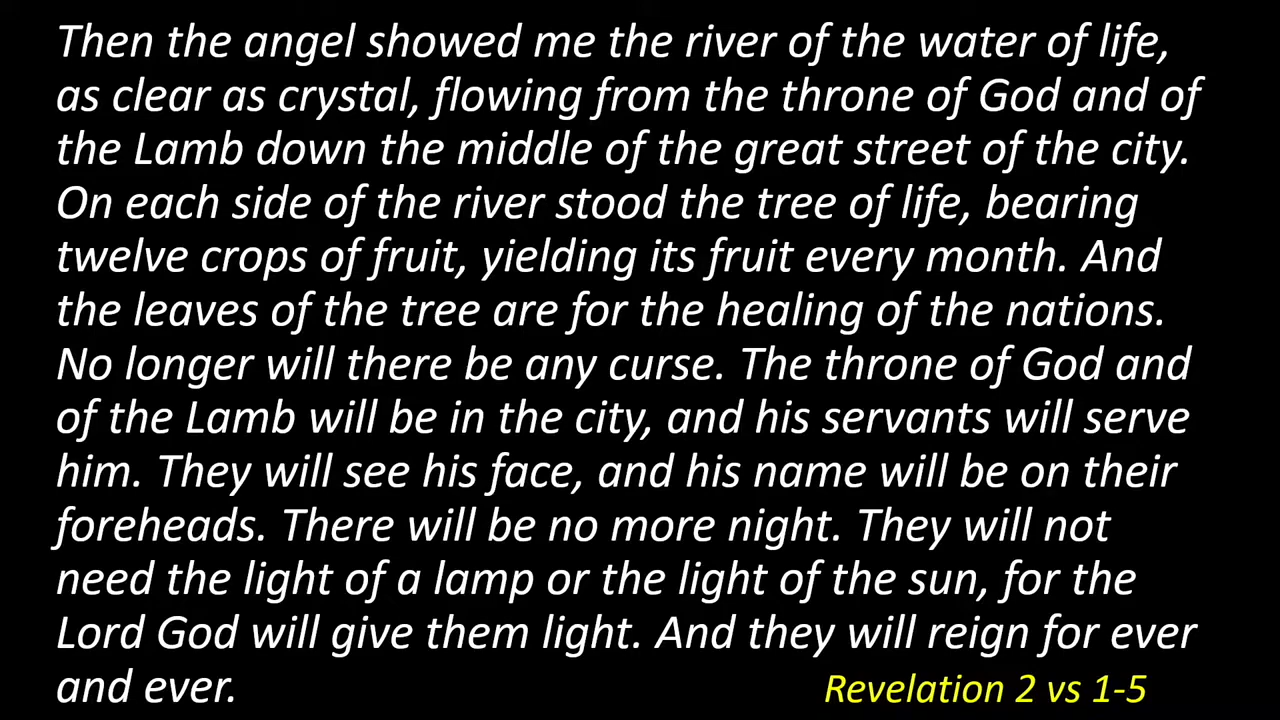 Then the angel showed me the river of the water of life,
as clear as crystal, flowing from the throne of God and of
the Lamb down the middle of the great street of the city.
On each side of the river stood the tree of life, bearing
twelve crops of fruit, yielding its fruit every month. And
the leaves of the tree are for the healing of the nations.
No longer will there be any curse. The throne of God and
of the Lamb will be in the city, and his servants will serve
him. They will see his face, and his name will be on their
foreheads. There will be no more night. They will not
need the light of a lamp or the light of the sun, for the
Lord God will give them light. And they will reign for ever
and ever.
Revelation 2 vs 1-5